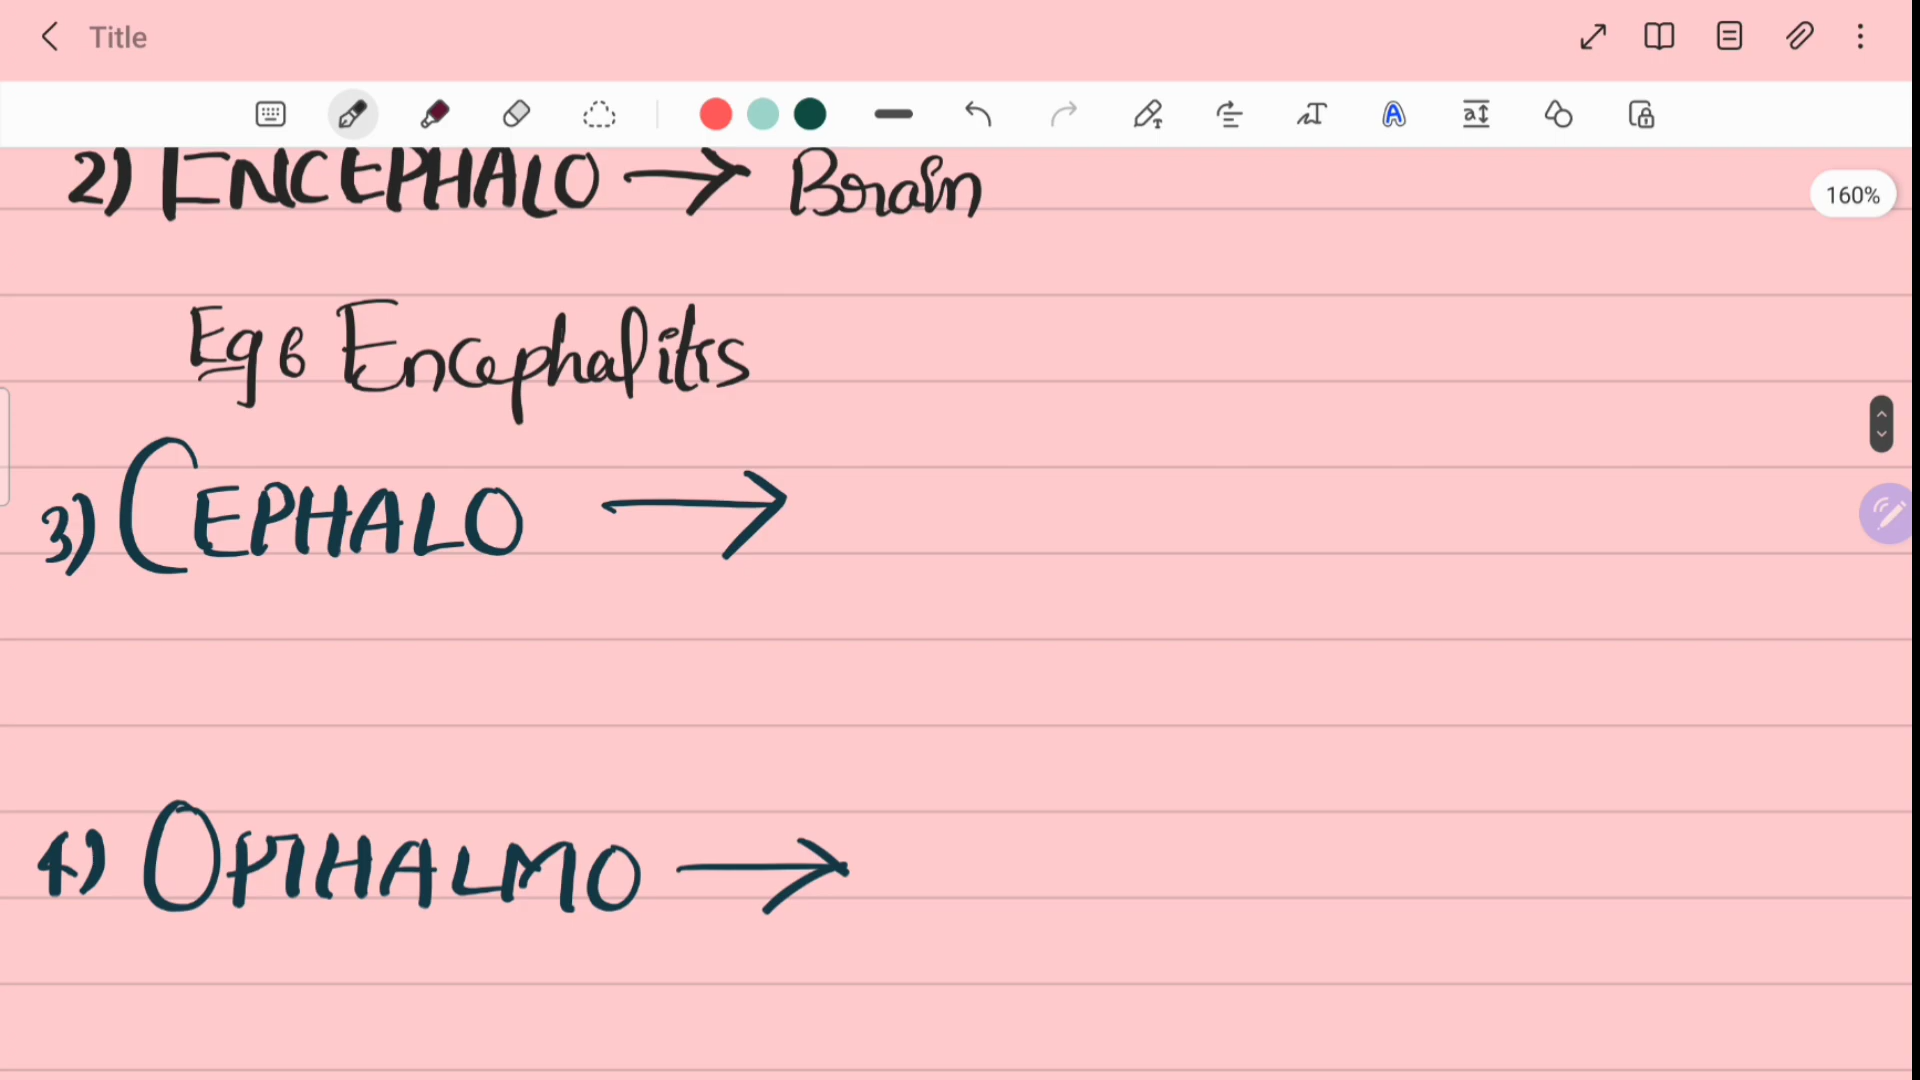 Title
160%
2) ENCEPHALO → Brain
Eg: Encephalitis
3) CEPHALO →
4) OPTHALMO →